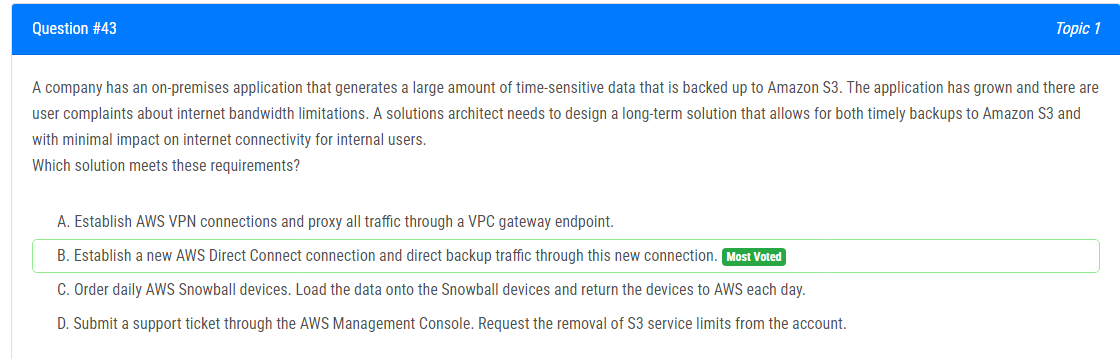 Question #43 Topic 1
A company has an on-premises application that generates a large amount of time-sensitive data that is backed up to Amazon S3. The application has grown and there are
user complaints about internet bandwidth limitations. A solutions architect needs to design a long-term solution that allows for both timely backups to Amazon S3 and
with minimal impact on internet connectivity for internal users.
Which solution meets these requirements?
A. Establish AWS VPN connections and proxy all traffic through a VPC gateway endpoint.
B. Establish a new AWS Direct Connect connection and direct backup traffic through this new connection. Most Voted
C. Order daily AWS Snowball devices. Load the data onto the Snowball devices and return the devices to AWS each day.
D. Submit a support ticket through the AWS Management Console. Request the removal of S3 service limits from the account.